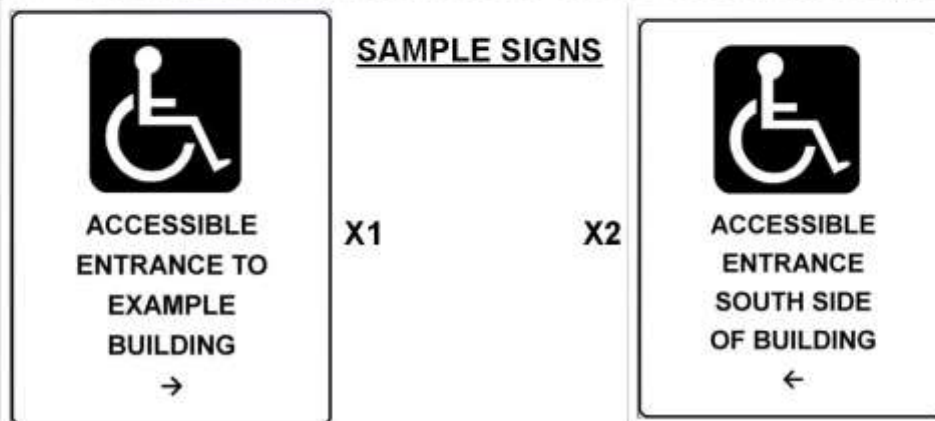 SAMPLE SIGNS
ACCESSIBLE
ENTRANCE TO
EXAMPLE
BUILDING
→
X1
X2
ACCESSIBLE
ENTRANCE
SOUTH SIDE
OF BUILDING
←